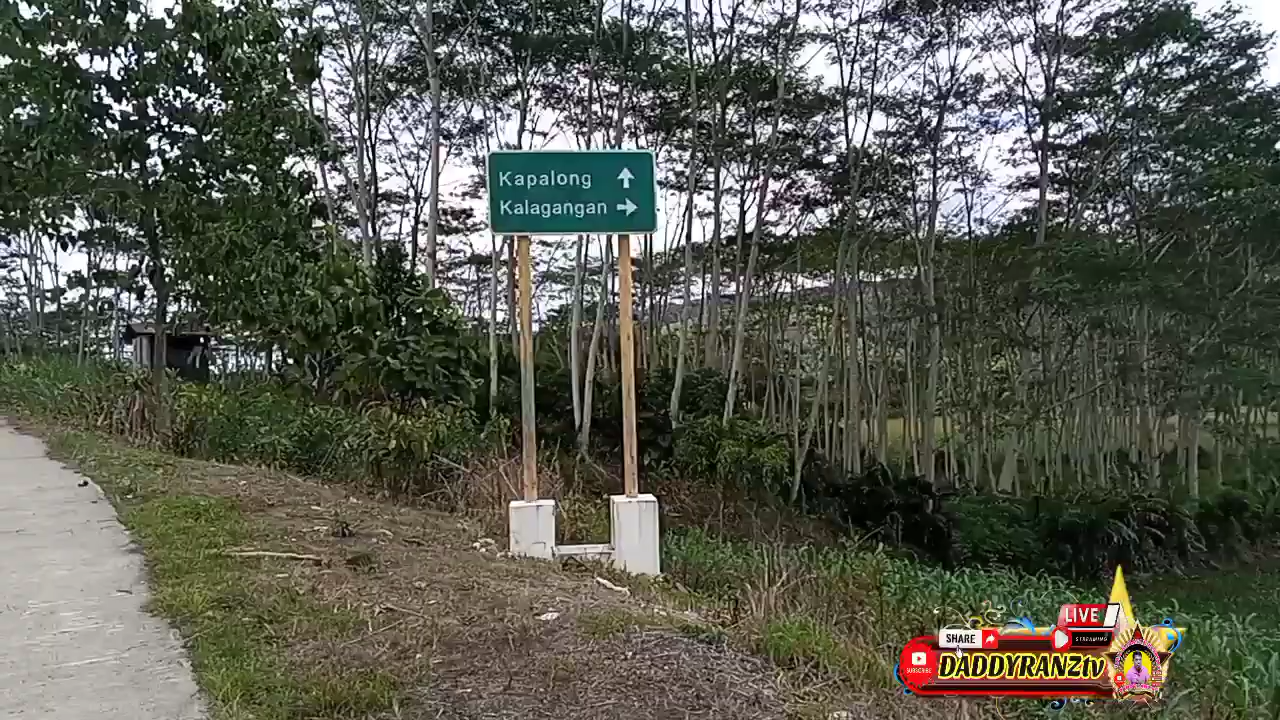 Kapalong ↑
Kalagangan →
LIVE
SHARE
STREAMING
SUBSCRIBE
DADDYRANZtv